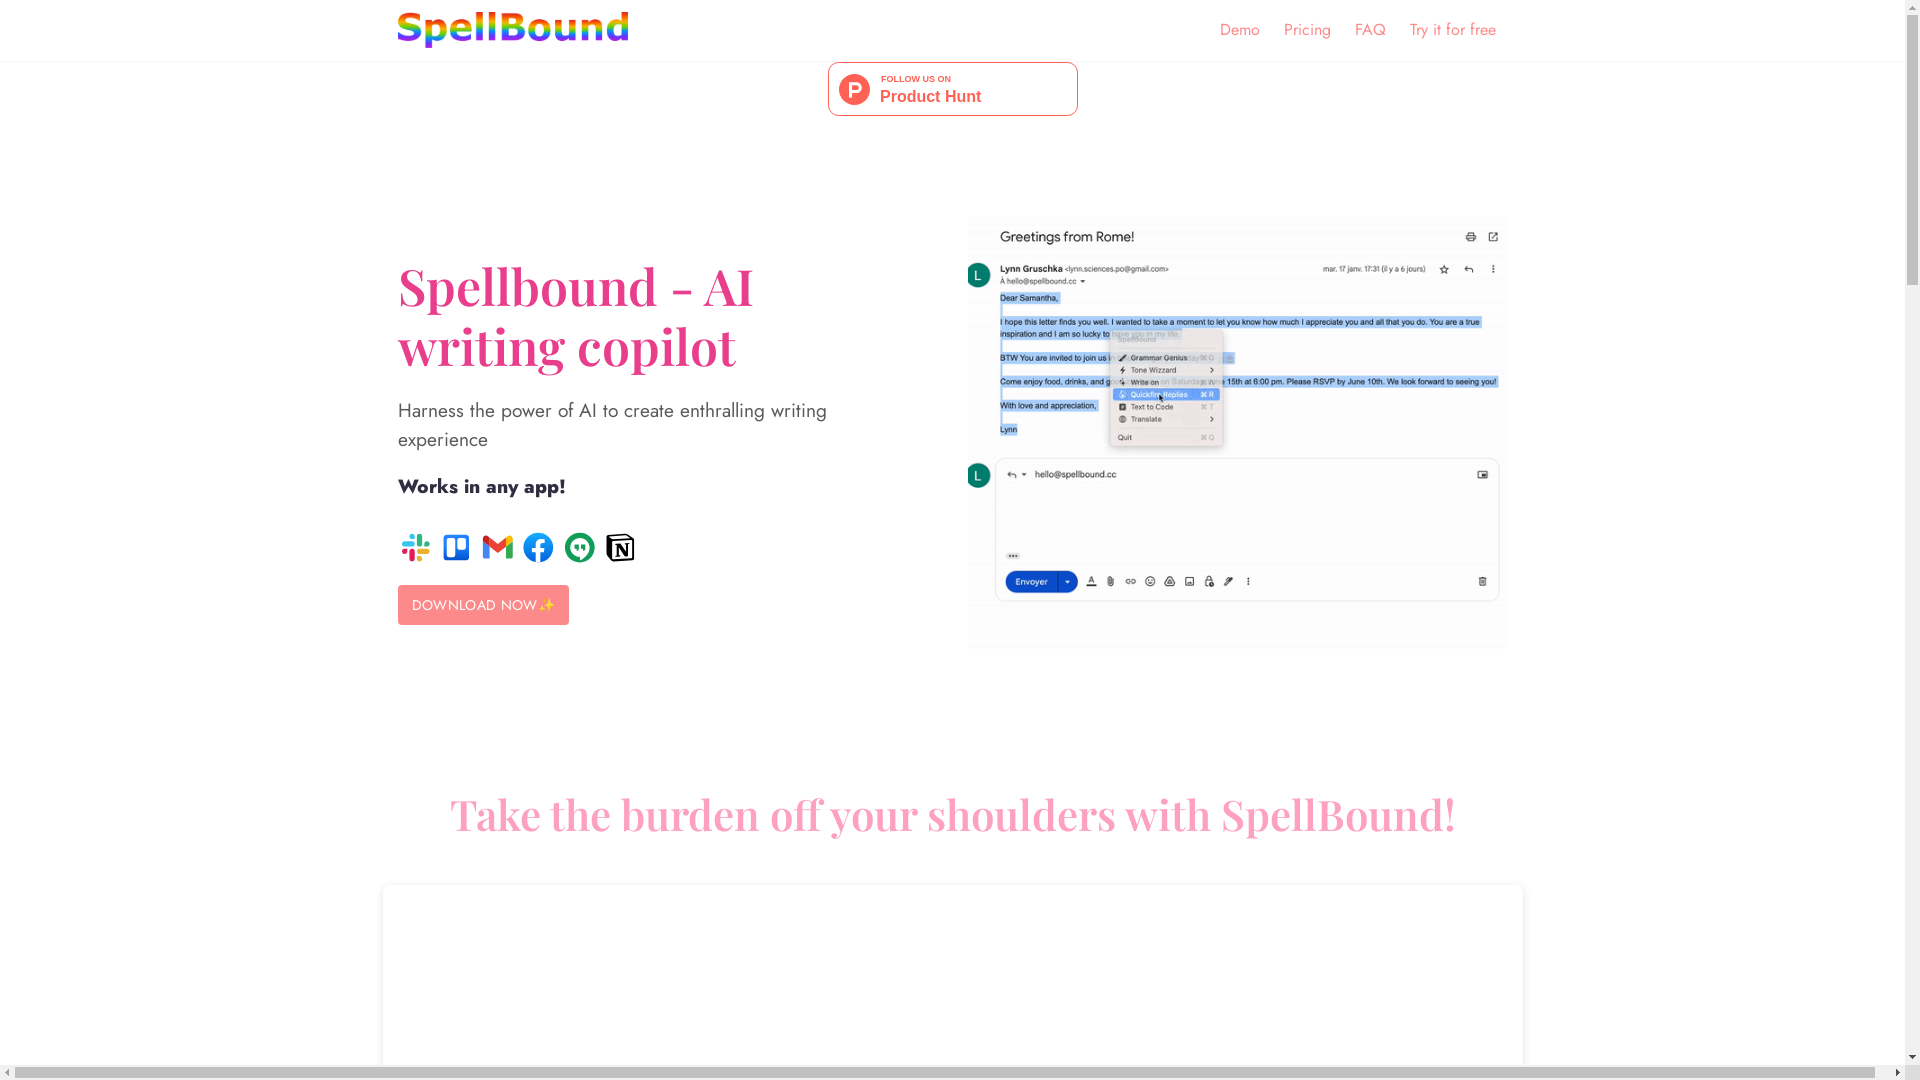 SpellBound
Demo
Pricing
FAQ
Try it for free
P
FOLLOW US ON
Product Hunt
Spellbound - AI
writing copilot
Harness the power of AI to create enthralling writing
experience
Works in any app!
DOWNLOAD NOW✨
Greetings from Rome!
L
Lynn Gruschka <lynn.sciences.po@gmail.com>
mar. 17 janv. 17:31 (il y a 6 jours)
À hello@spellbound.cc
Dear Samantha,
I hope this letter finds you well. I wanted to take a moment to let you know how much I appreciate you and all that you do. You are a true
inspiration and I am so lucky to have you in my life.
SpellBound
BTW You are invited to join us
Grammar Genius ⌘ G
Tone Wizzard
Write on
Come enjoy food, drinks, and
15th at 6:00 pm. Please RSVP by June 10th. We look forward to seeing you!
Quickfire Replies ⌘ R
With love and appreciation,
Text to Code ⌘ T
Translate
Lynn
Quit ⌘ Q
L
hello@spellbound.cc
Envoyer
A
Take the burden off your shoulders with SpellBound!